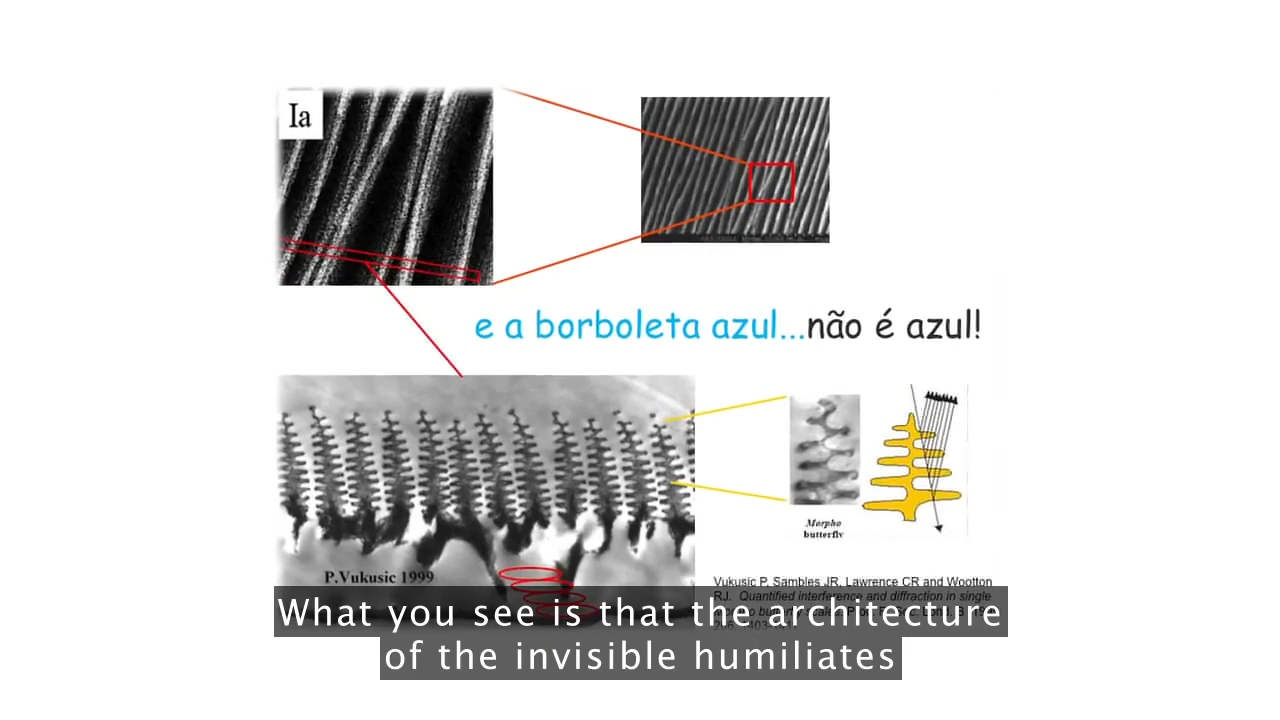 Ia
e a borboleta azul...não é azul!
Morpho
butterfly
P.Vukusic 1999
Vukusic P, Sambles JR, Lawrence CR and Wootton
RJ. Quantified interference and diffraction in single
What you see is that the architecture
of the invisible humiliates